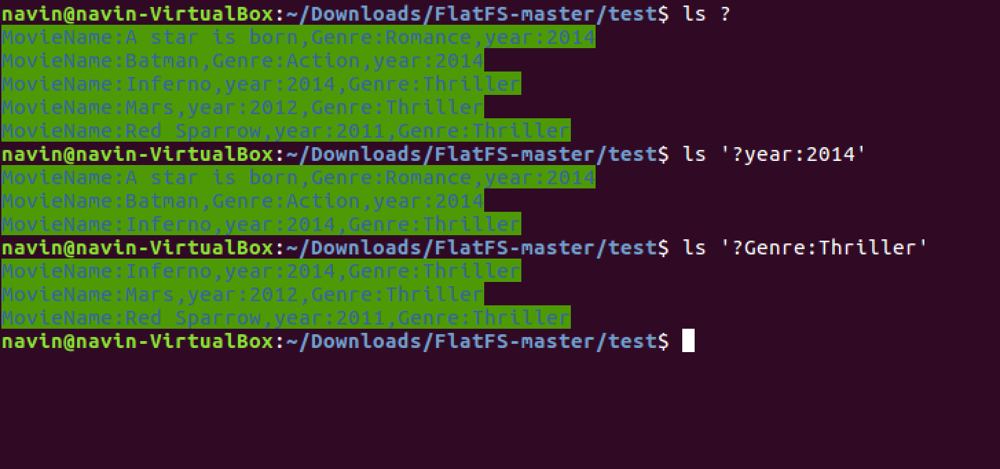 navin@navin-VirtualBox:~/Downloads/FlatFS-master/test$ ls ?
MovieName:A star is born,Genre:Romance,year:2014
MovieName:Batman,Genre:Action,year:2014
MovieName:Inferno,year:2014,Genre:Thriller
MovieName:Mars,year:2012,Genre:Thriller
MovieName:Red Sparrow,year:2011,Genre:Thriller
navin@navin-VirtualBox:~/Downloads/FlatFS-master/test$ ls '?year:2014'
MovieName:A star is born,Genre:Romance,year:2014
MovieName:Batman,Genre:Action,year:2014
MovieName:Inferno,year:2014,Genre:Thriller
navin@navin-VirtualBox:~/Downloads/FlatFS-master/test$ ls '?Genre:Thriller'
MovieName:Inferno,year:2014,Genre:Thriller
MovieName:Mars,year:2012,Genre:Thriller
MovieName:Red Sparrow,year:2011,Genre:Thriller
navin@navin-VirtualBox:~/Downloads/FlatFS-master/test$